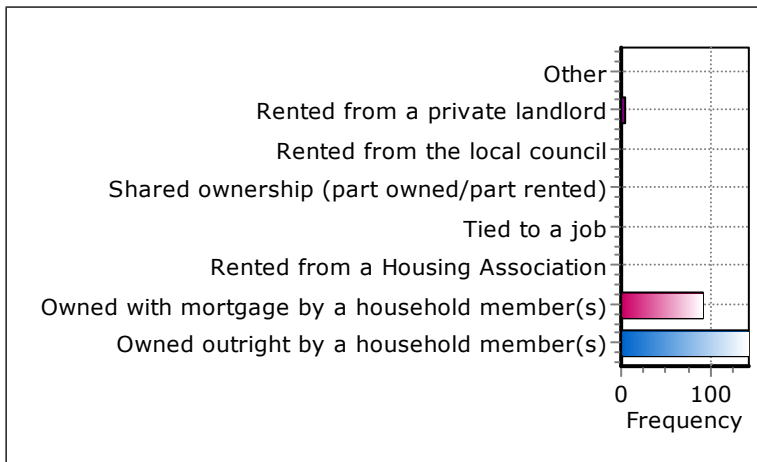 Other
Rented from a private landlord
Rented from the local council
Shared ownership (part owned/part rented)
Tied to a job
Rented from a Housing Association
Owned with mortgage by a household member(s)
Owned outright by a household member(s)
0 100
Frequency